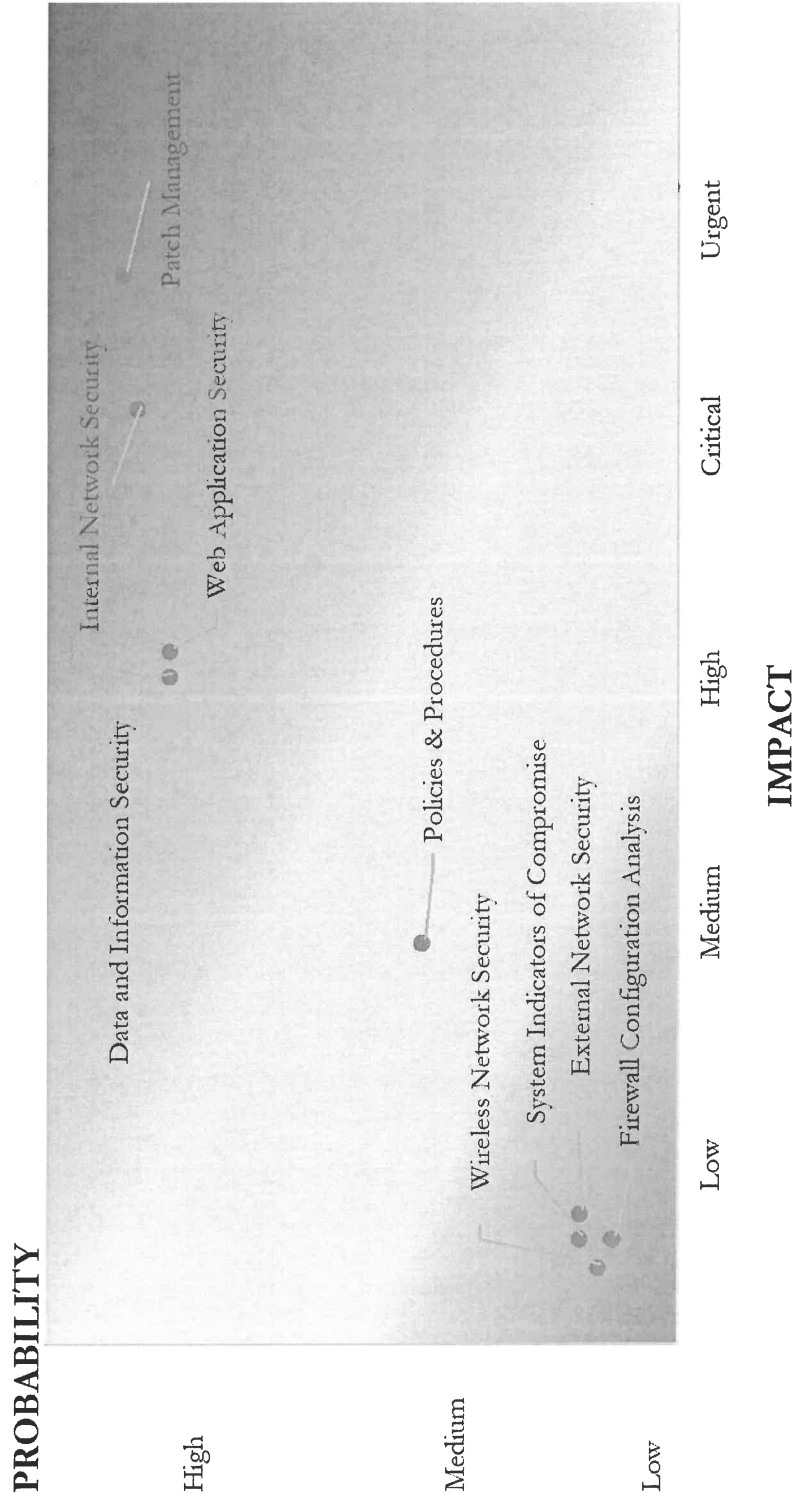 PROBABILITY
High
Medium
Low
Internal Network Security
Patch Management
Data and Information Security
Web Application Security
Policies & Procedures
Wireless Network Security
System Indicators of Compromise
External Network Security
Firewall Configuration Analysis
Low
Medium
High
Critical
Urgent
IMPACT